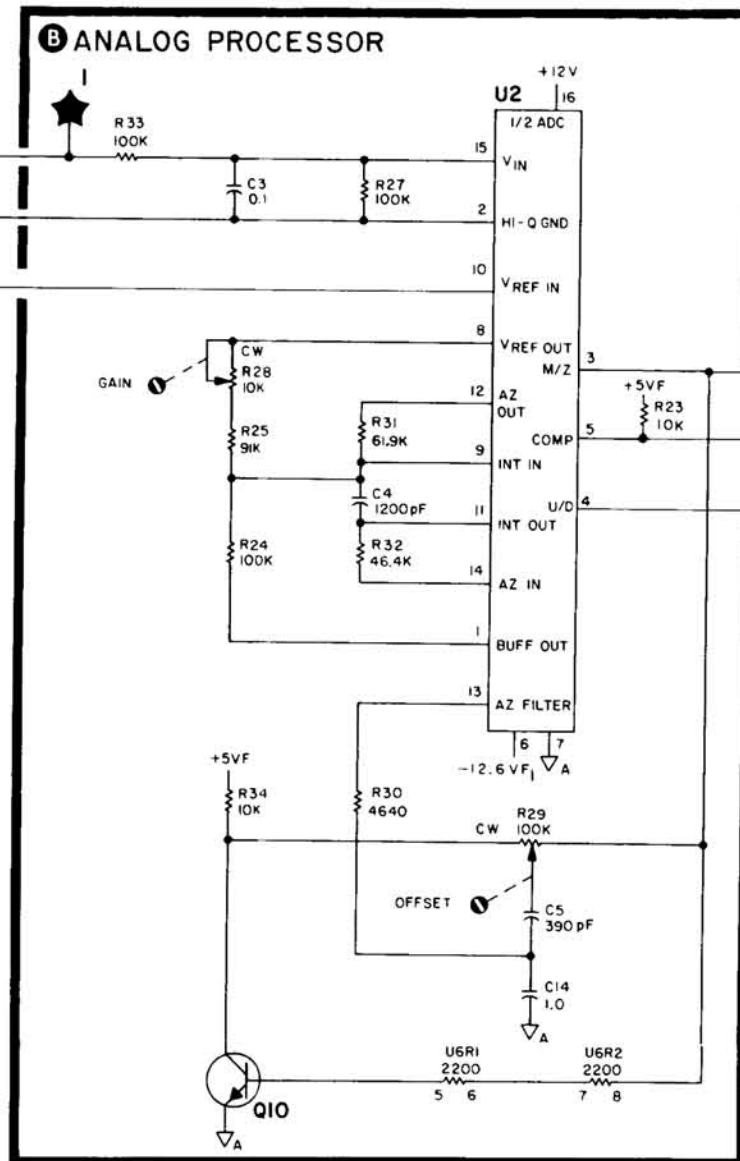 B ANALOG PROCESSOR
1
+12V
U2
16
R33
100K
1/2 ADC
15
VIN
C3
0.1
R27
100K
2
HI-Q GND
10
VREF IN
8
VREF OUT
CW
M/Z
3
GAIN
R28
10K
+5VF
12
AZ
OUT
R23
10K
R31
61.9K
R25
91K
COMP
5
9
INT IN
C4
1200pF
U/D
4
11
INT OUT
R24
100K
R32
46.4K
14
AZ IN
1
BUFF OUT
13
AZ FILTER
6
7
A
-12.6VF1
+5VF
R34
10K
R30
4640
R29
100K
CW
OFFSET
C5
390pF
C14
1.0
A
U6R1
2200
5 6
U6R2
2200
7 8
Q10
A